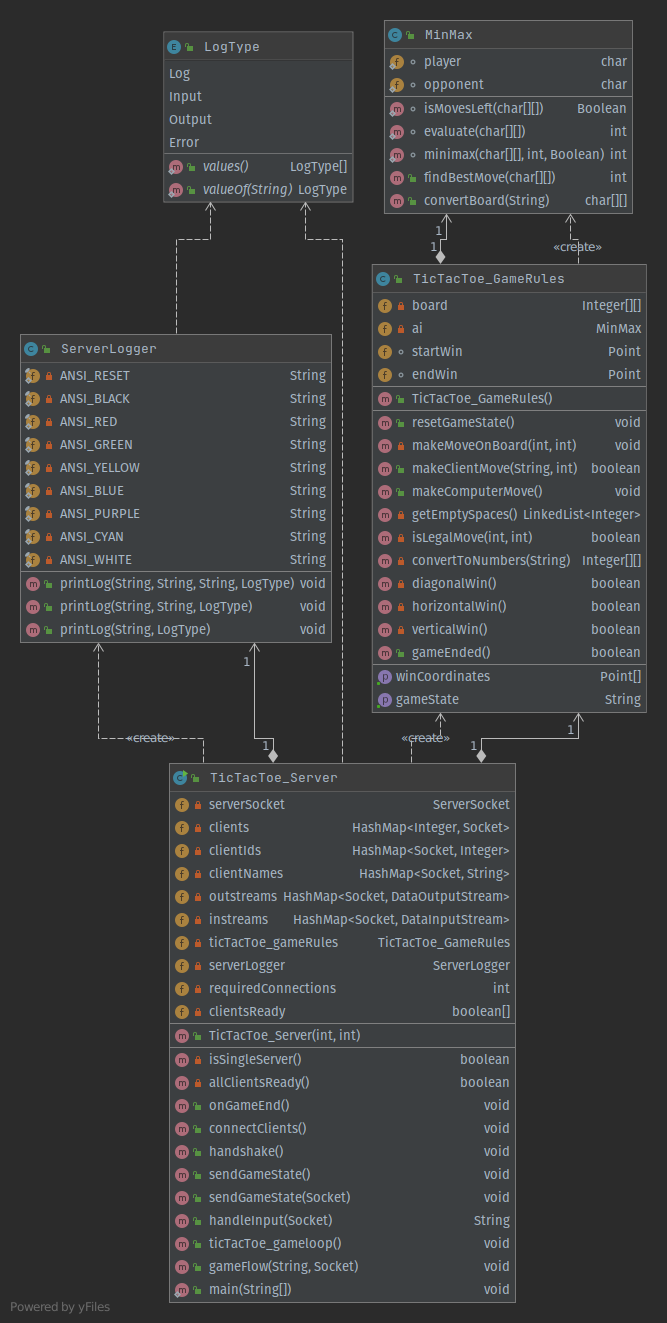 LogType
Log
Input
Output
Error
values() LogType[]
valueOf(String) LogType
MinMax
player char
opponent char
isMovesLeft(char[][]) Boolean
evaluate(char[][]) int
minimax(char[][], int, Boolean) int
findBestMove(char[][]) int
convertBoard(String) char[][]
1
1
«create»
TicTacToe_GameRules
board Integer[][]
ai MinMax
startWin Point
endWin Point
TicTacToe_GameRules()
resetGameState() void
makeMoveOnBoard(int, int) void
makeClientMove(String, int) boolean
makeComputerMove() void
getEmptySpaces() LinkedList<Integer>
isLegalMove(int, int) boolean
convertToNumbers(String) Integer[][]
diagonalWin() boolean
horizontalWin() boolean
verticalWin() boolean
gameEnded() boolean
winCoordinates Point[]
gameState String
ServerLogger
ANSI_RESET String
ANSI_BLACK String
ANSI_RED String
ANSI_GREEN String
ANSI_YELLOW String
ANSI_BLUE String
ANSI_PURPLE String
ANSI_CYAN String
ANSI_WHITE String
printLog(String, String, String, LogType) void
printLog(String, String, LogType) void
printLog(String, LogType) void
1
«create»
1
«create»
1
1
TicTacToe_Server
serverSocket ServerSocket
clients HashMap<Integer, Socket>
clientIds HashMap<Socket, Integer>
clientNames HashMap<Socket, String>
outstreams HashMap<Socket, DataOutputStream>
instreams HashMap<Socket, DataInputStream>
ticTacToe_gameRules TicTacToe_GameRules
serverLogger ServerLogger
requiredConnections int
clientsReady boolean[]
TicTacToe_Server(int, int)
isSingleServer() boolean
allClientsReady() boolean
onGameEnd() void
connectClients() void
handshake() void
sendGameState() void
sendGameState(Socket) void
handleInput(Socket) String
ticTacToe_gameloop() void
gameFlow(String, Socket) void
main(String[]) void
Powered by yFiles